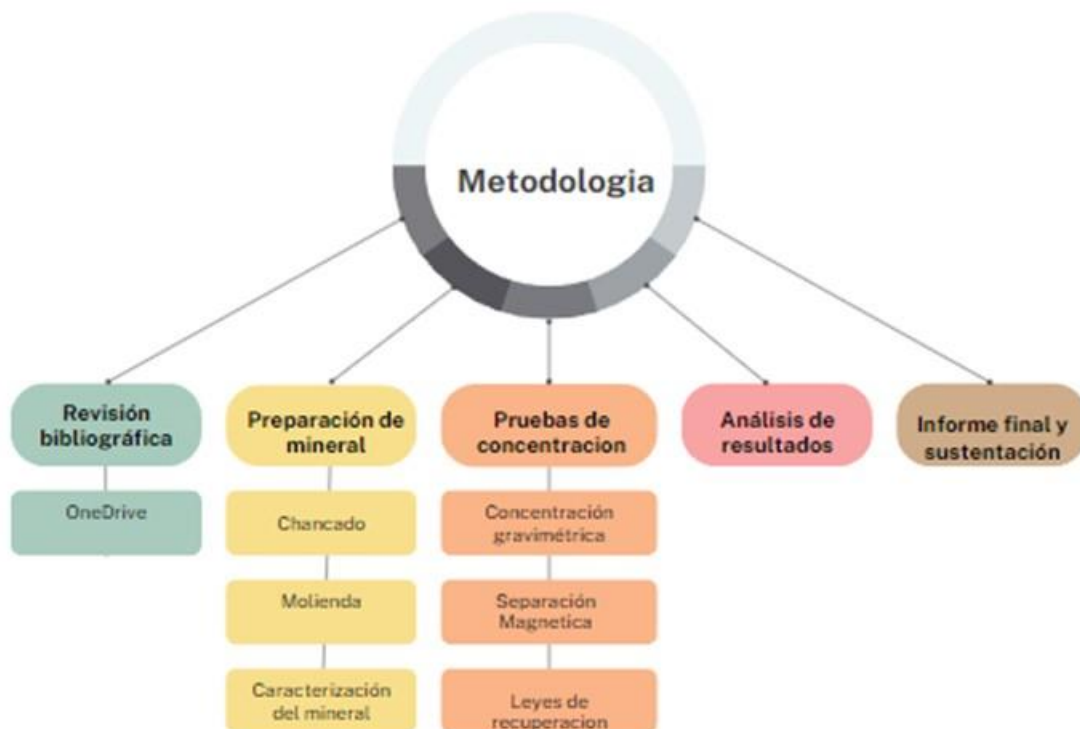 Metodologia
Revisión
bibliográfica
OneDrive
Preparación de
mineral
Chancado
Molienda
Caracterización
del mineral
Pruebas de
concentracion
Concentración
gravimétrica
Separación
Magnetica
Leyes de
recuperacion
Análisis de
resultados
Informe final y
sustentación